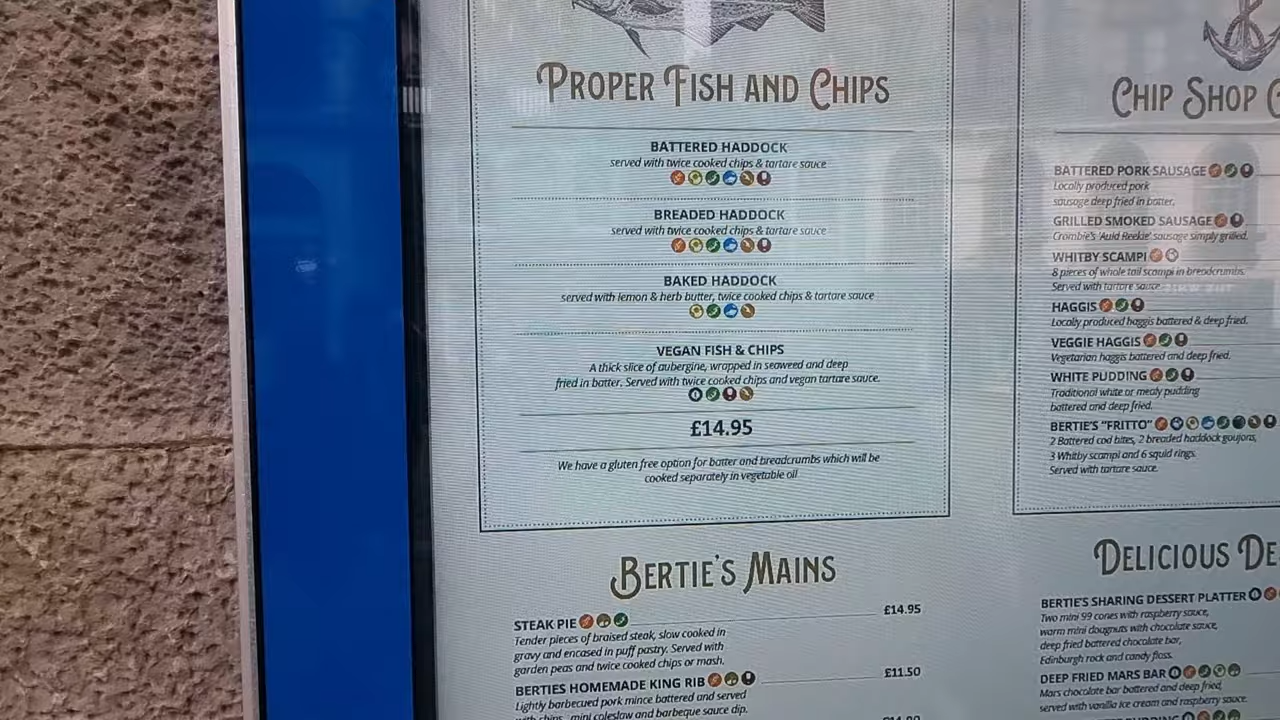 PROPER FISH AND CHIPS
BATTERED HADDOCK
served with twice cooked chips & tartare sauce
BREADED HADDOCK
served with twice cooked chips & tartare sauce
BAKED HADDOCK
served with lemon & herb butter, twice cooked chips & tartare sauce
VEGAN FISH & CHIPS
A thick slice of aubergine, wrapped in seaweed and deep
fried in batter. Served with twice cooked chips and vegan tartare sauce.
£14.95
We have a gluten free option for batter and breadcrumbs which will be
cooked separately in vegetable oil
CHIP SHOP
BATTERED PORK SAUSAGE
Locally produced pork
sausage deep fried in batter.
GRILLED SMOKED SAUSAGE
Crombie's 'Auld Reekie' sausage simply grilled.
WHITBY SCAMPI
8 pieces of whole tail scampi in breadcrumbs.
Served with tartare sauce
HAGGIS
Locally produced haggis battered & deep fried.
VEGGIE HAGGIS
Vegetarian haggis battered and deep fried.
WHITE PUDDING
Traditional white or mealy pudding
battered and deep fried.
BERTIE'S "FRITTO"
2 Battered cod bites, 2 breaded haddock goujons,
3 Whitby scampi and 6 squid rings.
Served with tartare sauce.
BERTIE'S MAINS
STEAK PIE £14.95
Tender pieces of braised steak, slow cooked in
gravy and encased in puff pastry. Served with
garden peas and twice cooked chips or mash.
BERTIES HOMEMADE KING RIB £11.50
Lightly barbecued pork mince battered and served
with chips, mini coleslaw and barbeque sauce dip.
DELICIOUS DE
BERTIE'S SHARING DESSERT PLATTER
Two mini 99 cones with raspberry sauce,
warm mini doughnuts with chocolate sauce,
deep fried battered chocolate bar,
Edinburgh rock and candy floss.
DEEP FRIED MARS BAR
Mars chocolate bar battered and deep fried,
served with vanilla ice cream and raspberry sauce.